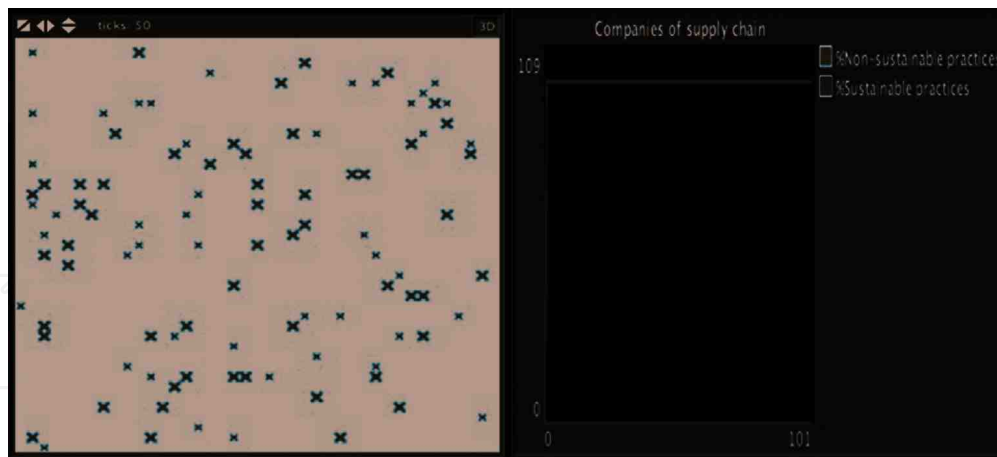 ticks: 50
3D
Companies of supply chain
109
0
0
101
%Non-sustainable practices
%Sustainable practices